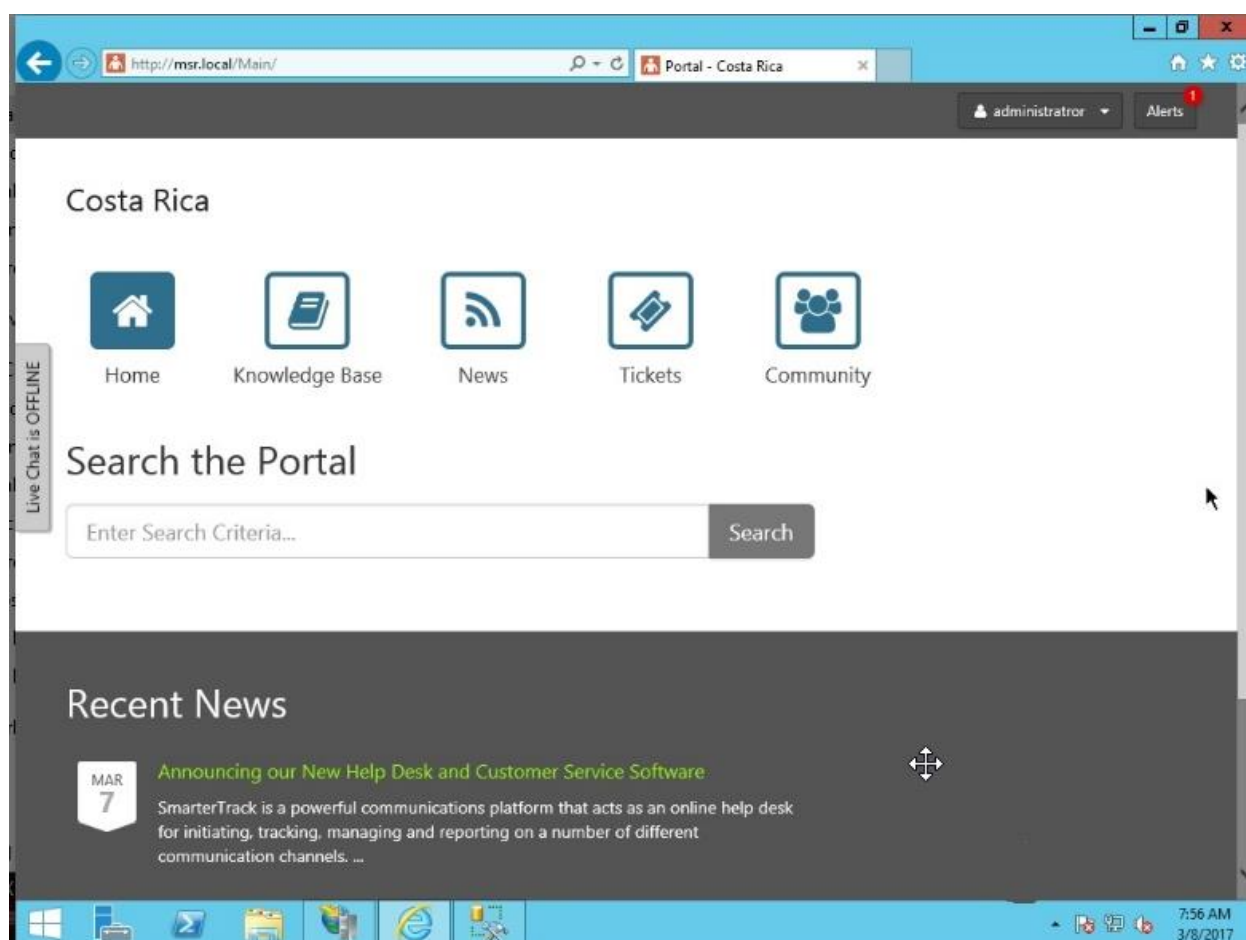 http://msr.local/Main/
Portal - Costa Rica
administratror
Alerts
1
Costa Rica
Home
Knowledge Base
News
Tickets
Community
Live Chat is OFFLINE
Search the Portal
Enter Search Criteria...
Search
Recent News
MAR
7
Announcing our New Help Desk and Customer Service Software
SmarterTrack is a powerful communications platform that acts as an online help desk
for initiating, tracking, managing and reporting on a number of different
communication channels. ...
7:56 AM
3/8/2017